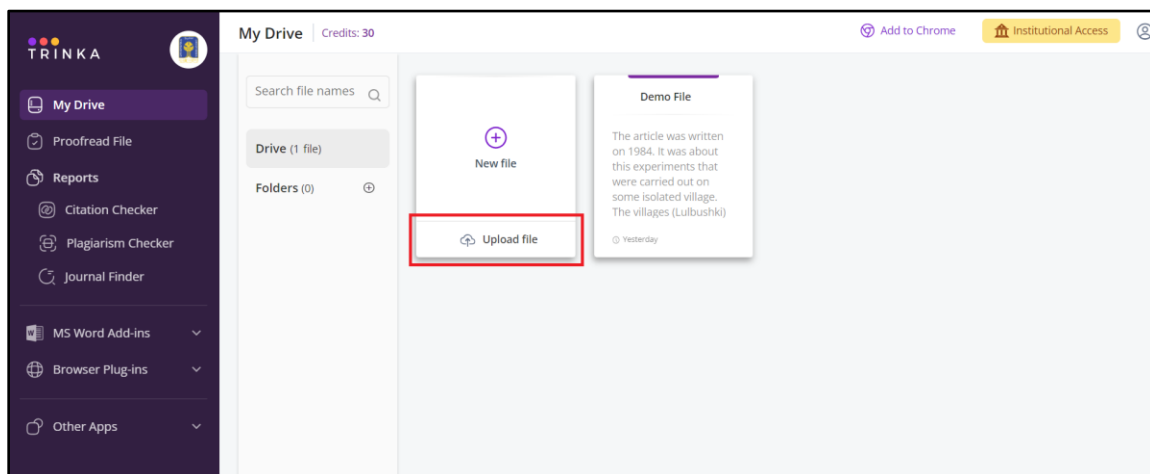 TRINKA
My Drive
Proofread File
Reports
Citation Checker
Plagiarism Checker
Journal Finder
MS Word Add-ins
Browser Plug-ins
Other Apps
My Drive Credits: 30
Add to Chrome
Institutional Access
Search file names
Drive (1 file)
Folders (0)
New file
Upload file
Demo File
The article was written
on 1984. It was about
this experiments that
were carried out on
some isolated village.
The villages (Lulbushki)
Yesterday